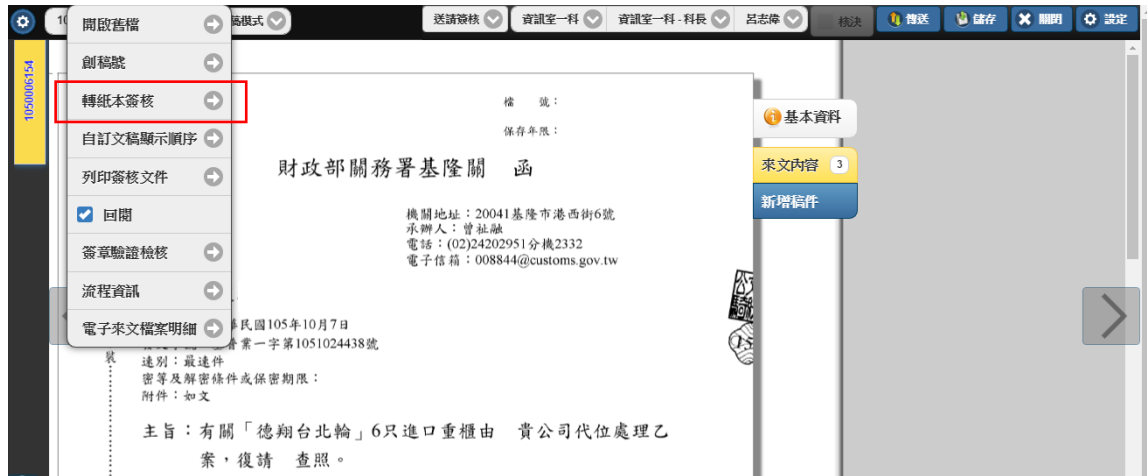 10
稿模式
送請簽核
資訊室一科
資訊室一科 - 科長
呂志偉
核決
傳送
儲存
關閉
設定
1050006154
開啟舊檔
創稿號
轉紙本簽核
自訂文稿顯示順序
列印簽核文件
回開
簽章驗證檢核
流程資訊
電子來文檔案明細
基本資料
來文內容 3
新增稿件
檔 號：
保存年限：
財政部關務署基隆關 函
機關地址：20041基隆市港西街6號
承辦人：曾祉融
電話：(02)24202951分機2332
電子信箱：008844@customs.gov.tw
民國105年10月7日
普業一字第1051024438號
速別：最速件
密等及解密條件或保密期限：
附件：如文
裝
主旨：有關「德翔台北輪」6只進口重櫃由 貴公司代位處理乙
案，復請 查照。